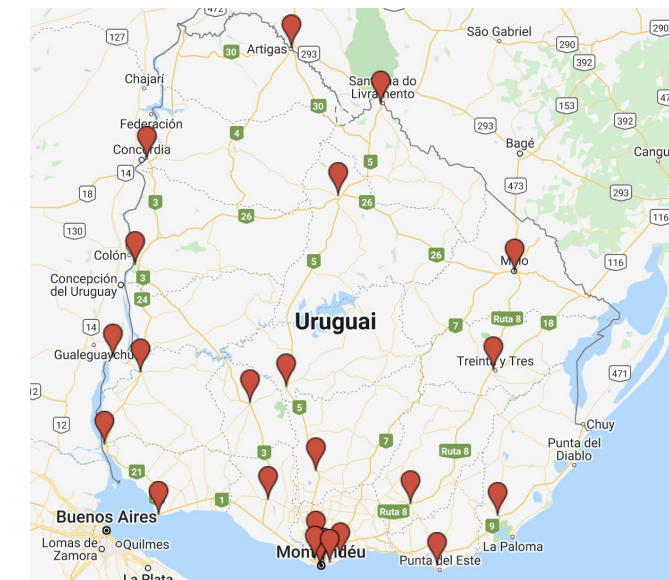 472
127
30
Artigas
293
São Gabriel
290
290
392
Chajarí
Santana do
Livramento
30
153
47
392
Federación
4
293
Concordia
5
Bagé
Cangu
14
473
18
3
26
26
293
116
130
Colón
5
26
Melo
116
3
Concepción
del Uruguay
24
Uruguai
Ruta 8
18
14
7
Gualeguaychú
Treinta y Tres
471
12
5
12
Chuy
3
7
Ruta 8
Punta del
Diablo
21
1
Buenos Aires
Ruta 8
9
Lomas de
Zamora
Quilmes
Montevidéu
La Paloma
Punta del Este
La Plata